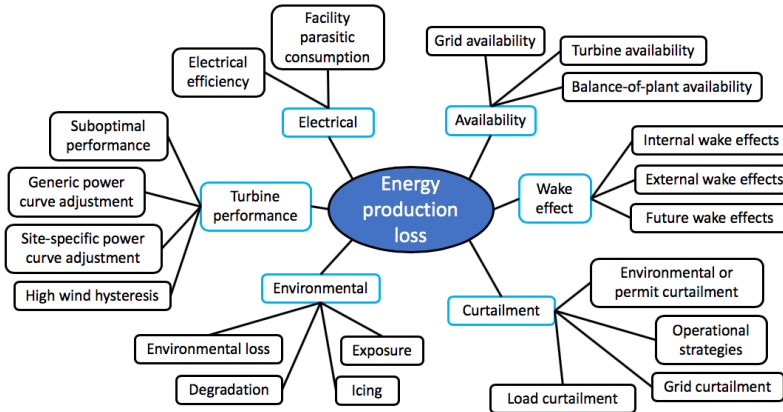 Facility
parasitic
consumption
Electrical
efficiency
Electrical
Grid availability
Turbine availability
Balance-of-plant availability
Availability
Suboptimal
performance
Generic power
curve adjustment
Site-specific power
curve adjustment
High wind hysteresis
Turbine
performance
Energy
production
loss
Wake
effect
Internal wake effects
External wake effects
Future wake effects
Environmental
Environmental loss
Degradation
Icing
Exposure
Curtailment
Environmental or
permit curtailment
Operational
strategies
Grid curtailment
Load curtailment